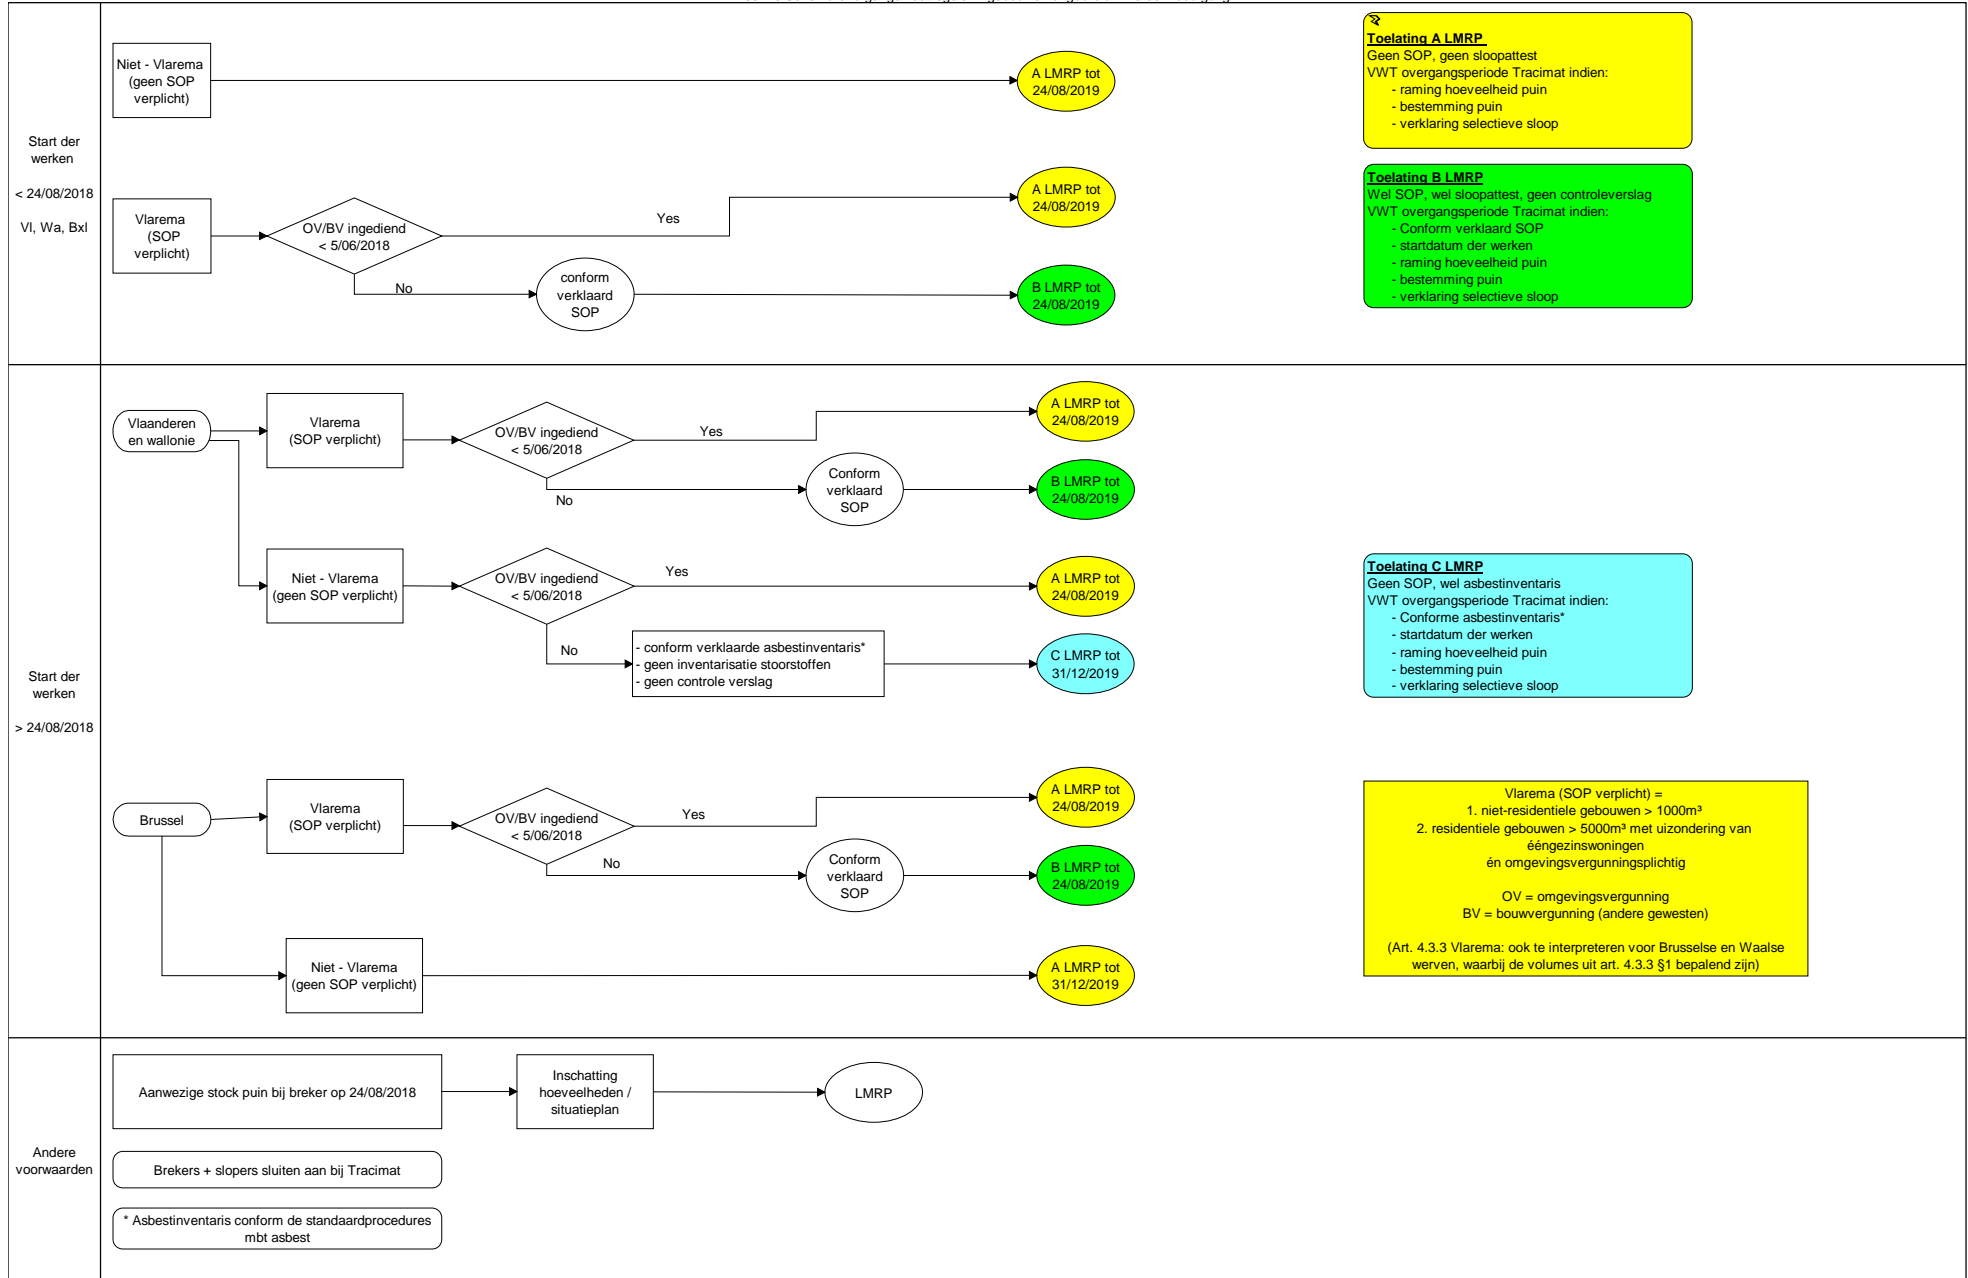 Start der
werken
< 24/08/2018
Vl, Wa, Bxl
Niet - Vlarema
(geen SOP
verplicht)
A LMRP tot
24/08/2019
Vlarema
(SOP
verplicht)
OV/BV ingediend
< 5/06/2018
Yes
A LMRP tot
24/08/2019
No
conform
verklaard
SOP
B LMRP tot
24/08/2019
Toelating A LMRP
Geen SOP, geen sloopattest
VWT overgangsperiode Tracimat indien:
- raming hoeveelheid puin
- bestemming puin
- verklaring selectieve sloop
Toelating B LMRP
Wel SOP, wel sloopattest, geen controleverslag
VWT overgangsperiode Tracimat indien:
- Conform verklaard SOP
- startdatum der werken
- raming hoeveelheid puin
- bestemming puin
- verklaring selectieve sloop
Start der
werken
> 24/08/2018
Vlaanderen
en wallonie
Vlarema
(SOP verplicht)
OV/BV ingediend
< 5/06/2018
Yes
A LMRP tot
24/08/2019
No
Conform
verklaard
SOP
B LMRP tot
24/08/2019
Niet - Vlarema
(geen SOP verplicht)
OV/BV ingediend
< 5/06/2018
Yes
A LMRP tot
24/08/2019
No
- conform verklaarde asbestinventaris*
- geen inventarisatie stoorstoffen
- geen controle verslag
C LMRP tot
31/12/2019
Toelating C LMRP
Geen SOP, wel asbestinventaris
VWT overgangsperiode Tracimat indien:
- Conforme asbestinventaris*
- startdatum der werken
- raming hoeveelheid puin
- bestemming puin
- verklaring selectieve sloop
Brussel
Vlarema
(SOP verplicht)
OV/BV ingediend
< 5/06/2018
Yes
A LMRP tot
24/08/2019
No
Conform
verklaard
SOP
B LMRP tot
24/08/2019
Niet - Vlarema
(geen SOP verplicht)
A LMRP tot
31/12/2019
Vlarema (SOP verplicht) =
1. niet-residentiele gebouwen > 1000m³
2. residentiele gebouwen > 5000m³ met uizondering van
ééngezinswoningen
én omgevingsvergunningsplichtig
OV = omgevingsvergunning
BV = bouwvergunning (andere gewesten)
(Art. 4.3.3 Vlarema: ook te interpreteren voor Brusselse en Waalse
werven, waarbij de volumes uit art. 4.3.3 §1 bepalend zijn)
Andere
voorwaarden
Aanwezige stock puin bij breker op 24/08/2018
Inschatting
hoeveelheden /
situatieplan
LMRP
Brekers + slopers sluiten aan bij Tracimat
* Asbestinventaris conform de standaardprocedures
mbt asbest